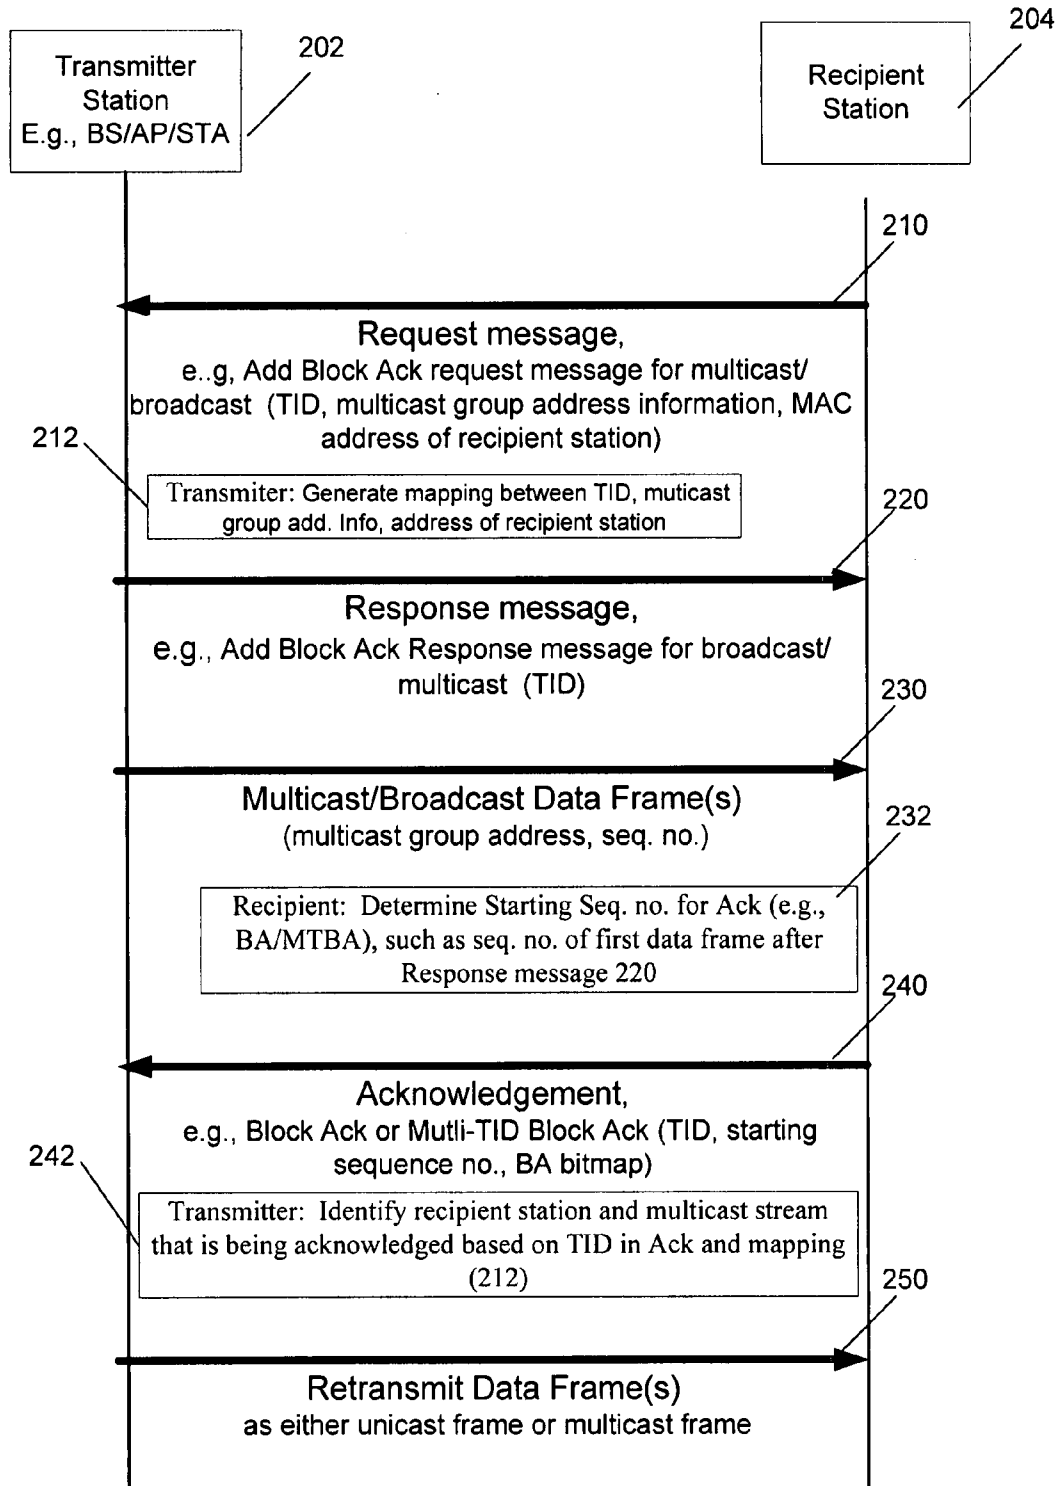 204
202
Transmitter
Station
E.g., BS/AP/STA
Recipient
Station
210
Request message,
e..g, Add Block Ack request message for multicast/
broadcast (TID, multicast group address information, MAC
address of recipient station)
212
Transmiter: Generate mapping between TID, muticast
group add. Info, address of recipient station
220
Response message,
e.g., Add Block Ack Response message for broadcast/
multicast (TID)
230
Multicast/Broadcast Data Frame(s)
(multicast group address, seq. no.)
232
Recipient: Determine Starting Seq. no. for Ack (e.g.,
BA/MTBA), such as seq. no. of first data frame after
Response message 220
240
Acknowledgement,
e.g., Block Ack or Mutli-TID Block Ack (TID, starting
sequence no., BA bitmap)
242
Transmitter: Identify recipient station and multicast stream
that is being acknowledged based on TID in Ack and mapping
(212)
250
Retransmit Data Frame(s)
as either unicast frame or multicast frame